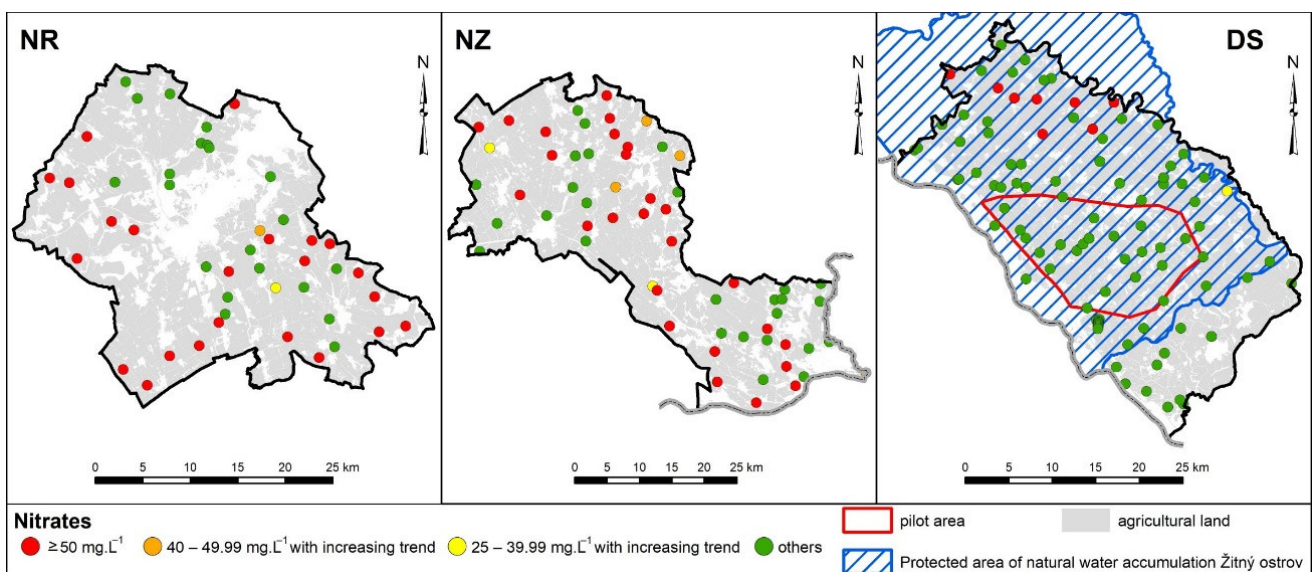 NR
N
0 5 10 15 20 25 km
NZ
N
0 5 10 15 20 25 km
DS
N
0 5 10 15 20 25 km
Nitrates
≥50 mg.L⁻¹
40 – 49.99 mg.L⁻¹ with increasing trend
25 – 39.99 mg.L⁻¹ with increasing trend
others
pilot area
agricultural land
Protected area of natural water accumulation Žitný ostrov